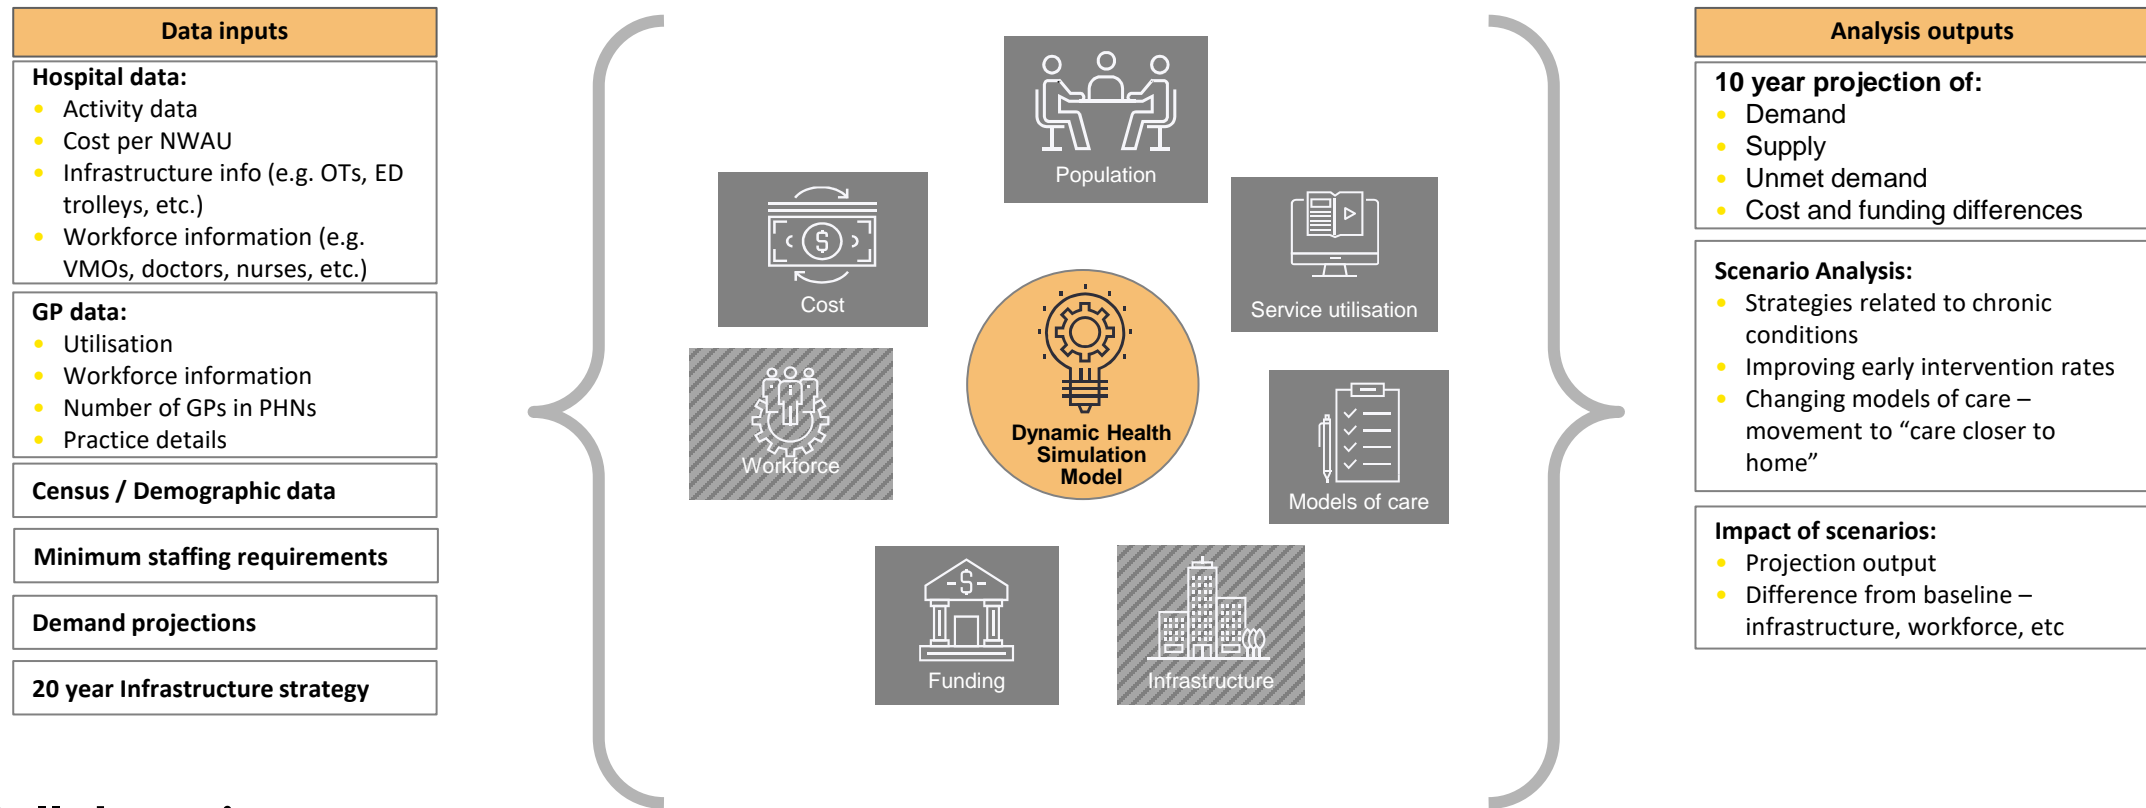 Data inputs
Hospital data:
• Activity data
• Cost per NWAU
• Infrastructure info (e.g. OTs, ED
trolleys, etc.)
• Workforce information (e.g.
VMOs, doctors, nurses, etc.)
GP data:
• Utilisation
• Workforce information
• Number of GPs in PHNs
• Practice details
Census / Demographic data
Minimum staffing requirements
Demand projections
20 year Infrastructure strategy
Population
Cost
Service utilisation
Workforce
Dynamic Health
Simulation
Model
Models of care
Funding
Infrastructure
Analysis outputs
10 year projection of:
• Demand
• Supply
• Unmet demand
• Cost and funding differences
Scenario Analysis:
• Strategies related to chronic
conditions
• Improving early intervention rates
• Changing models of care –
movement to “care closer to
home”
Impact of scenarios:
• Projection output
• Difference from baseline –
infrastructure, workforce, etc